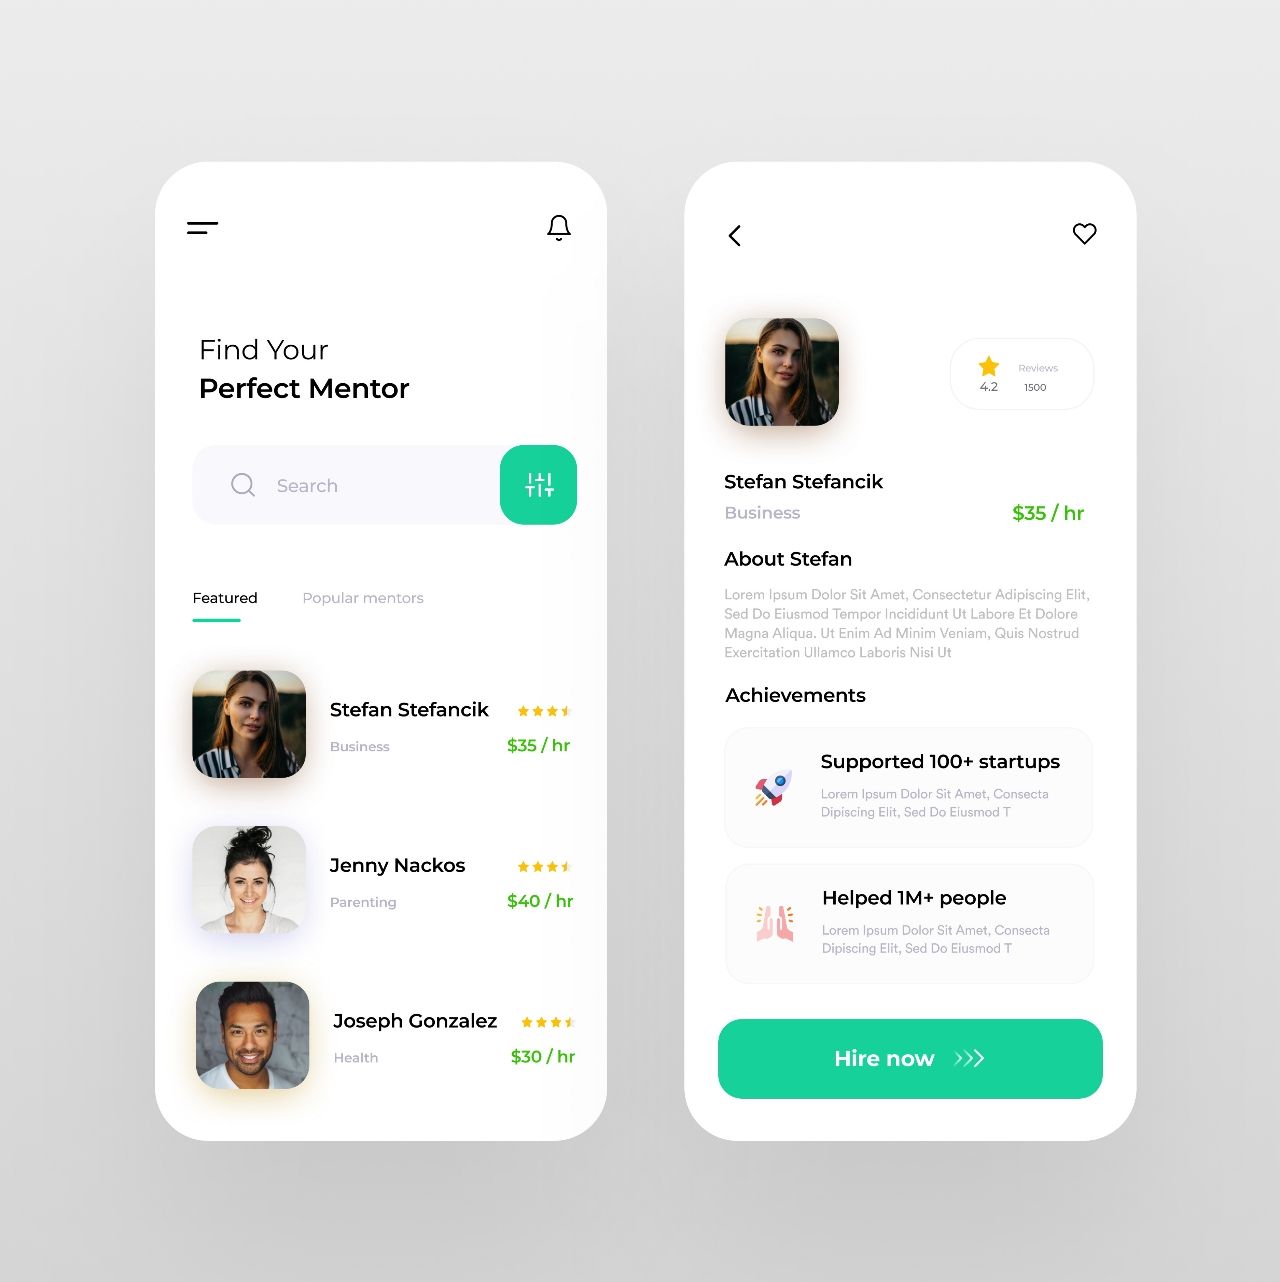 Find Your
Perfect Mentor
Search
Featured
Popular mentors
Stefan Stefancik
Business
$35 / hr
Jenny Nackos
Parenting
$40 / hr
Joseph Gonzalez
Health
$30 / hr
Reviews
4.2
1500
Stefan Stefancik
Business
$35 / hr
About Stefan
Lorem Ipsum Dolor Sit Amet, Consectetur Adipiscing Elit,
Sed Do Eiusmod Tempor Incididunt Ut Labore Et Dolore
Magna Aliqua. Ut Enim Ad Minim Veniam, Quis Nostrud
Exercitation Ullamco Laboris Nisi Ut
Achievements
Supported 100+ startups
Lorem Ipsum Dolor Sit Amet, Consecta
Dipiscing Elit, Sed Do Eiusmod T
Helped 1M+ people
Lorem Ipsum Dolor Sit Amet, Consecta
Dipiscing Elit, Sed Do Eiusmod T
Hire now